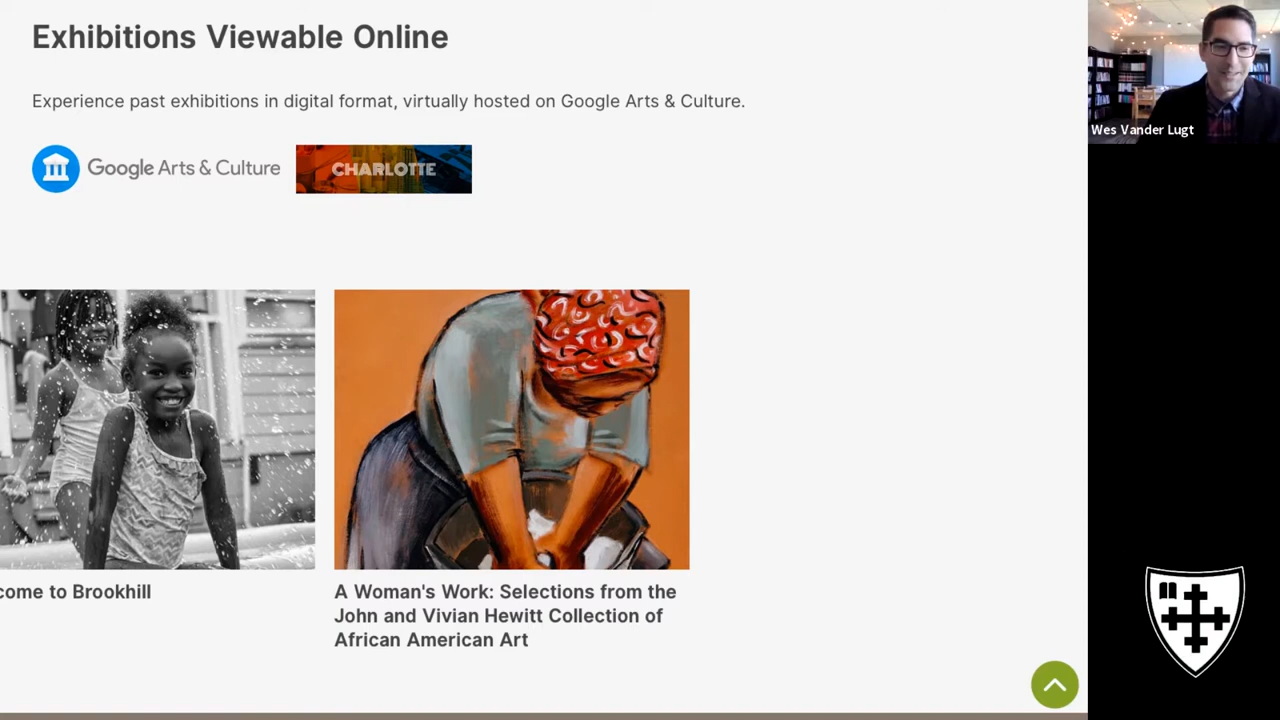 Exhibitions Viewable Online
Experience past exhibitions in digital format, virtually hosted on Google Arts & Culture.
Google Arts & Culture
CHARLOTTE
come to Brookhill
A Woman's Work: Selections from the
John and Vivian Hewitt Collection of
African American Art
Wes Vander Lugt